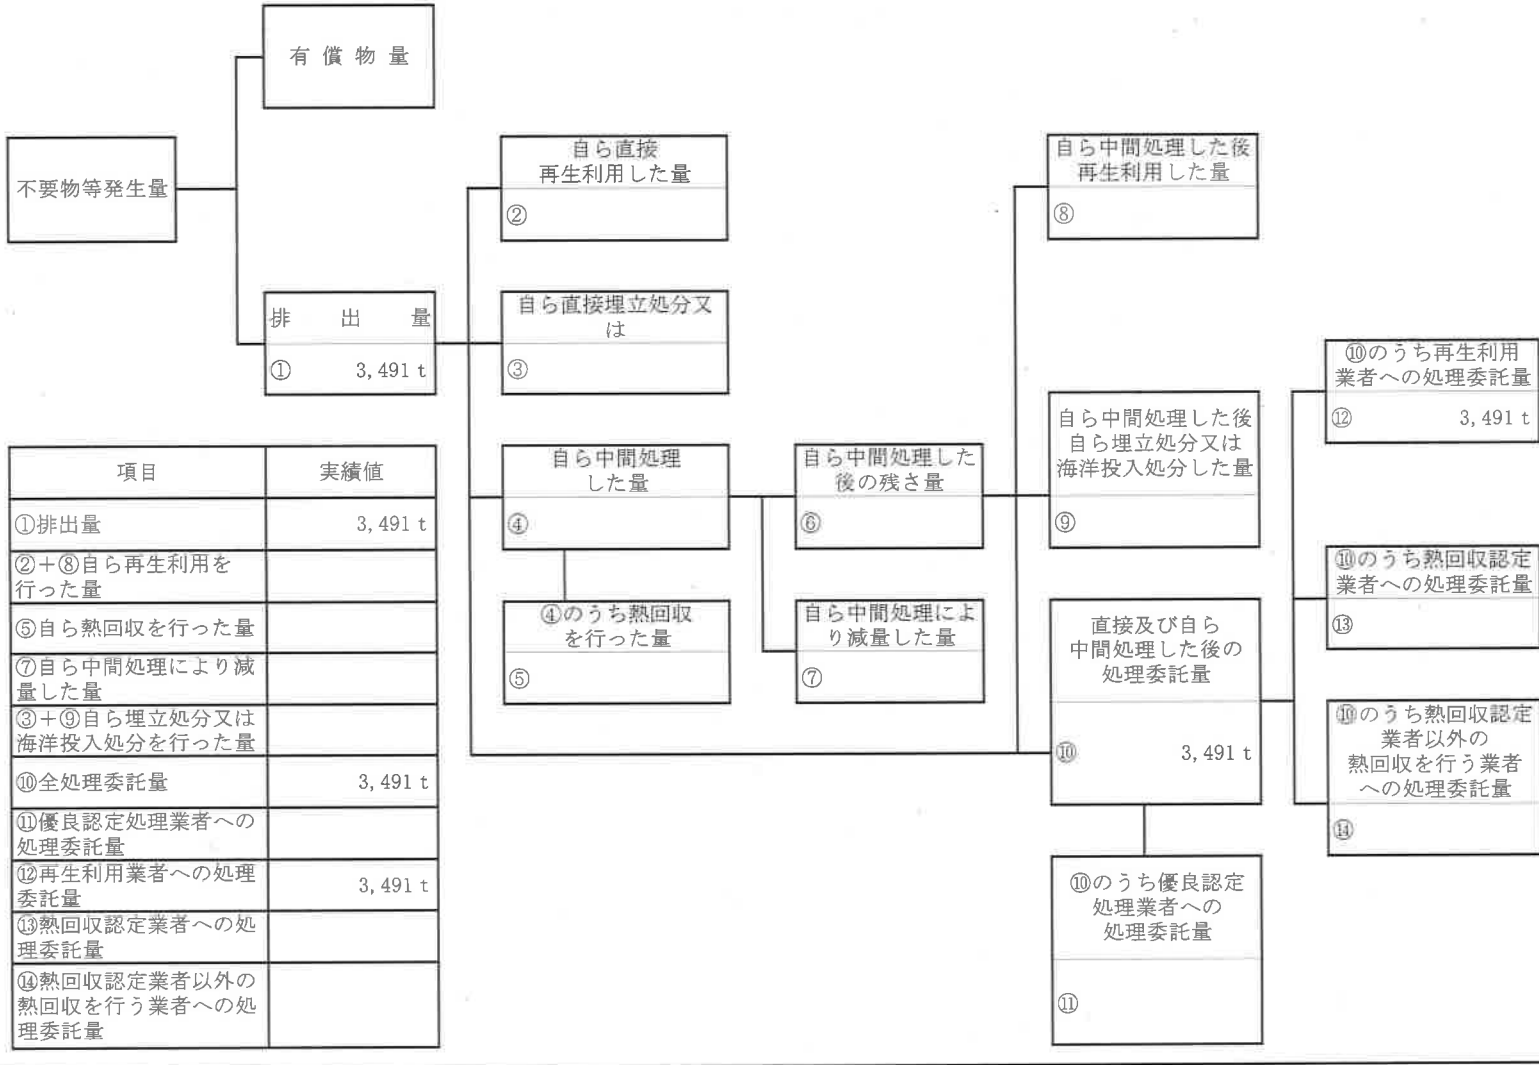 有償物量
不要物等発生量
排出量
① 3,491 t
自ら直接
再生利用した量
②
自ら直接埋立処分又
は
③
自ら中間処理
した量
④
④のうち熱回収
を行った量
⑤
自ら中間処理した
後の残さ量
⑥
自ら中間処理によ
り減量した量
⑦
自ら中間処理した後
再生利用した量
⑧
自ら中間処理した後
自ら埋立処分又は
海洋投入処分した量
⑨
直接及び自ら
中間処理した後の
処理委託量
⑩ 3,491 t
⑩のうち優良認定
処理業者への
処理委託量
⑪
⑩のうち再生利用
業者への処理委託量
⑫ 3,491 t
⑩のうち熱回収認定
業者への処理委託量
⑬
⑩のうち熱回収認定
業者以外の
熱回収を行う業者
への処理委託量
⑭
項目 実績値
①排出量 3,491 t
②+⑧自ら再生利用を
行った量
⑤自ら熱回収を行った量
⑦自ら中間処理により減
量した量
③+⑨自ら埋立処分又は
海洋投入処分を行った量
⑩全処理委託量 3,491 t
⑪優良認定処理業者への
処理委託量
⑫再生利用業者への処理
委託量 3,491 t
⑬熱回収認定業者への処
理委託量
⑭熱回収認定業者以外の
熱回収を行う業者への処
理委託量